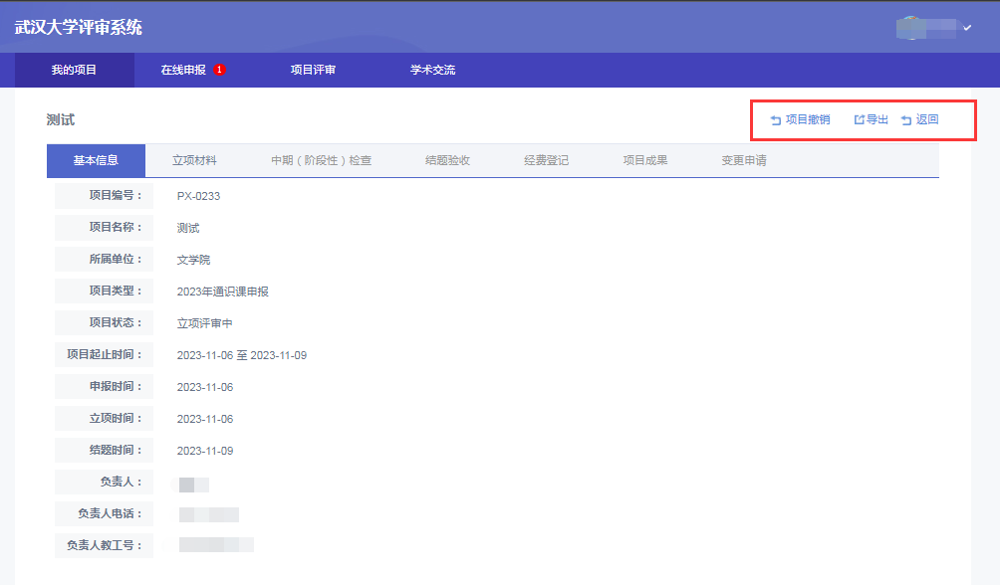 武汉大学评审系统
我的项目 在线申报 1 项目评审 学术交流
测试 项目撤销 导出 返回
基本信息 立项材料 中期（阶段性）检查 结题验收 经费登记 项目成果 变更申请
项目编号： PX-0233
项目名称： 测试
所属单位： 文学院
项目类型： 2023年通识课申报
项目状态： 立项评审中
项目起止时间： 2023-11-06 至 2023-11-09
申报时间： 2023-11-06
立项时间： 2023-11-06
结题时间： 2023-11-09
负责人：
负责人电话：
负责人教工号：